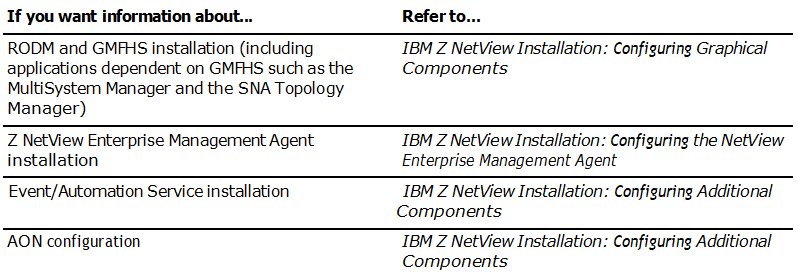 If you want information about... Refer to...
RODM and GMFHS installation (including IBM Z NetView Installation: Configuring Graphical
applications dependent on GMFHS such as the Components
MultiSystem Manager and the SNA Topology
Manager)
Z NetView Enterprise Management Agent IBM Z NetView Installation: Configuring the NetView
installation Enterprise Management Agent
Event/Automation Service installation IBM Z NetView Installation: Configuring Additional
Components
AON configuration IBM Z NetView Installation: Configuring Additional
Components